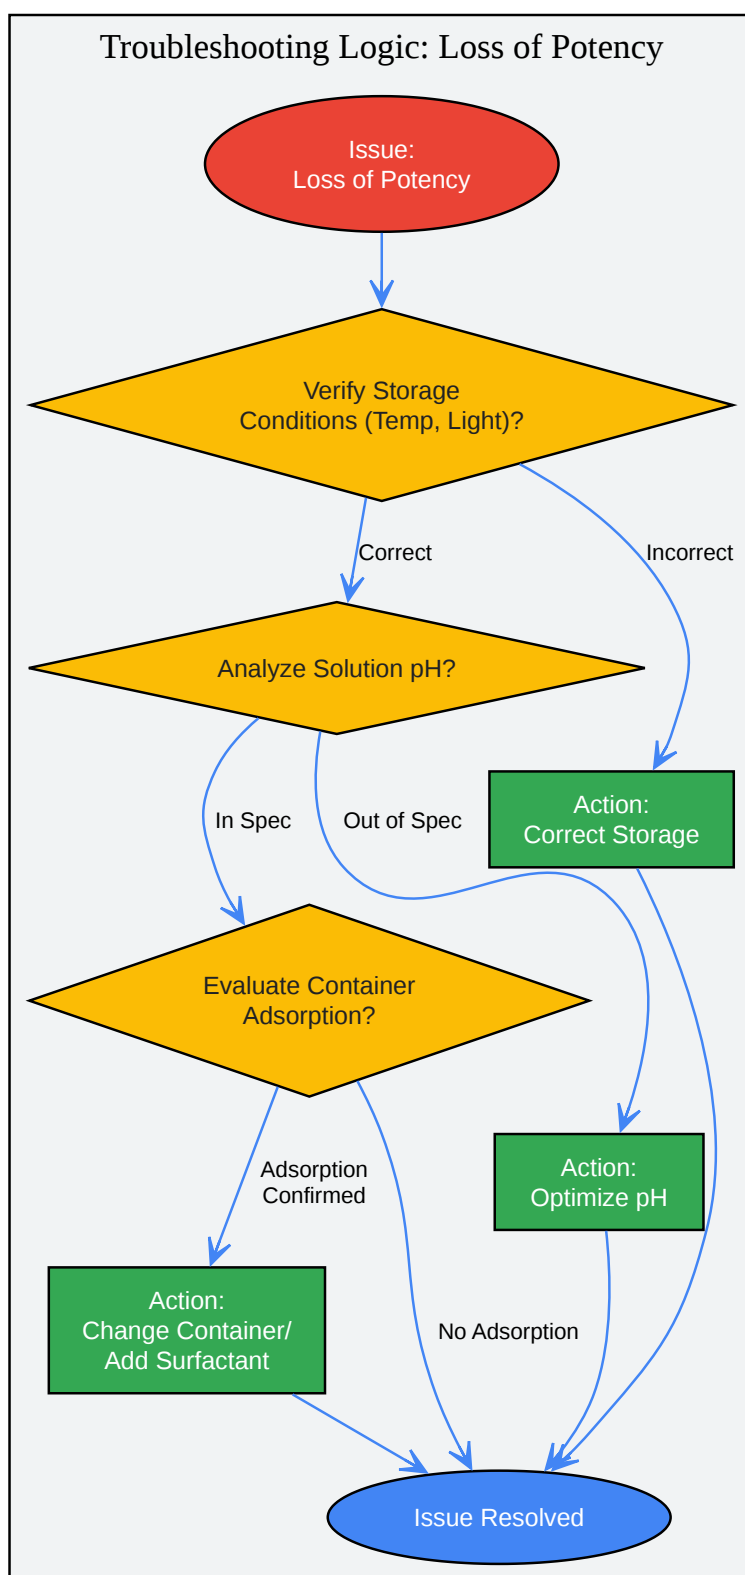 Troubleshooting Logic: Loss of Potency
Issue:
Loss of Potency
Verify Storage
Conditions (Temp, Light)?
Correct
Incorrect
Analyze Solution pH?
In Spec
Out of Spec
Action:
Correct Storage
Evaluate Container
Adsorption?
Adsorption
Confirmed
Action:
Optimize pH
Action:
Change Container/
Add Surfactant
No Adsorption
Issue Resolved